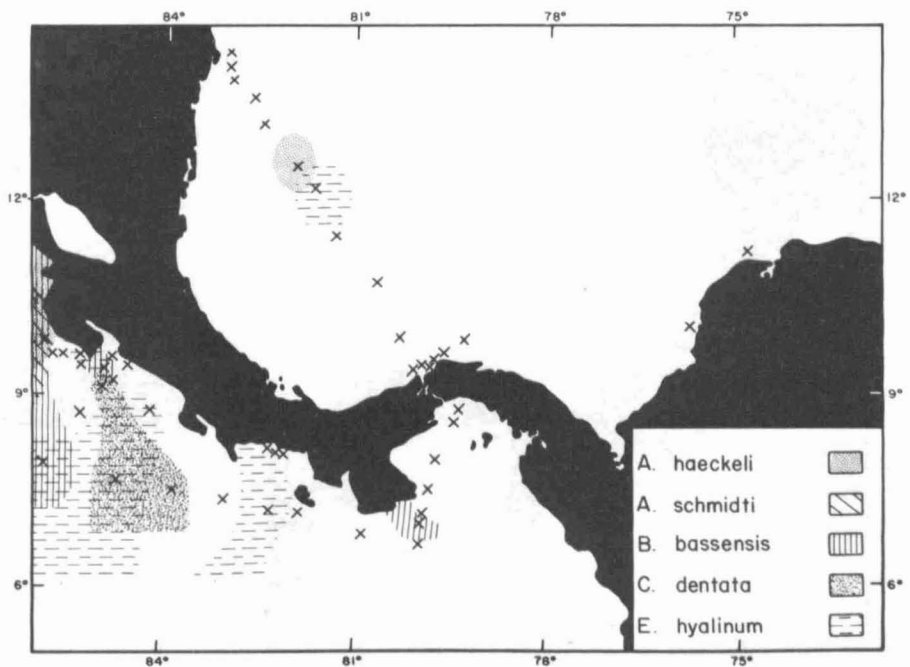 84° 81° 78° 75°
12° 12°
9° 9°
6° 6°
A. haeckeli
A. schmidti
B. bassensis
C. dentata
E. hyalinum
84° 81° 78° 75°